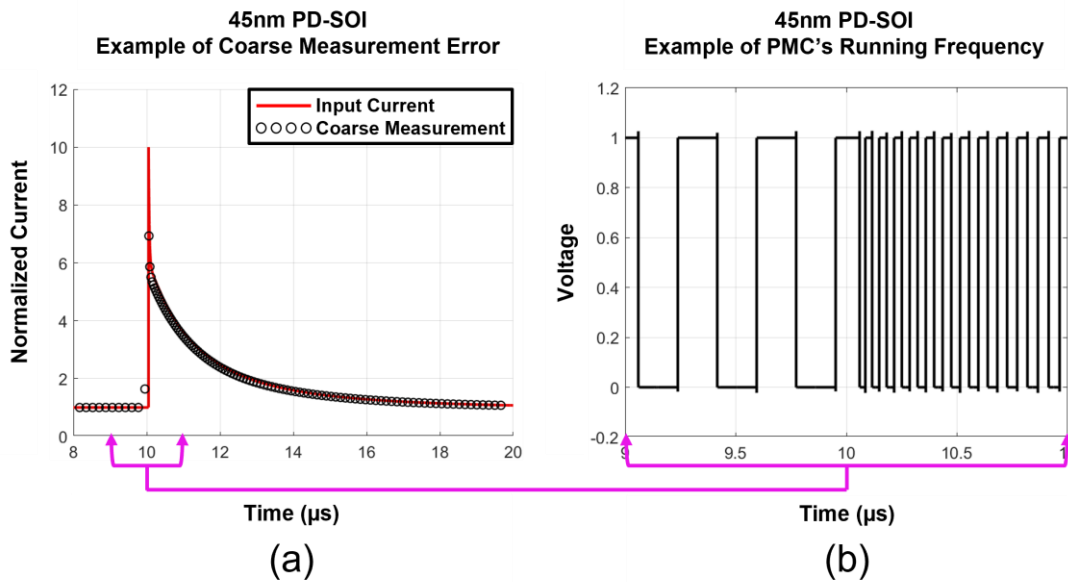 45nm PD-SOI
Example of Coarse Measurement Error
12
10
8
6
4
2
0
Normalized Current
Input Current
Coarse Measurement
8
10
12
14
16
18
20
Time (µs)
(a)
45nm PD-SOI
Example of PMC's Running Frequency
1.2
1
0.8
0.6
0.4
0.2
0
-0.2
Voltage
9
9.5
10
10.5
Time (µs)
(b)